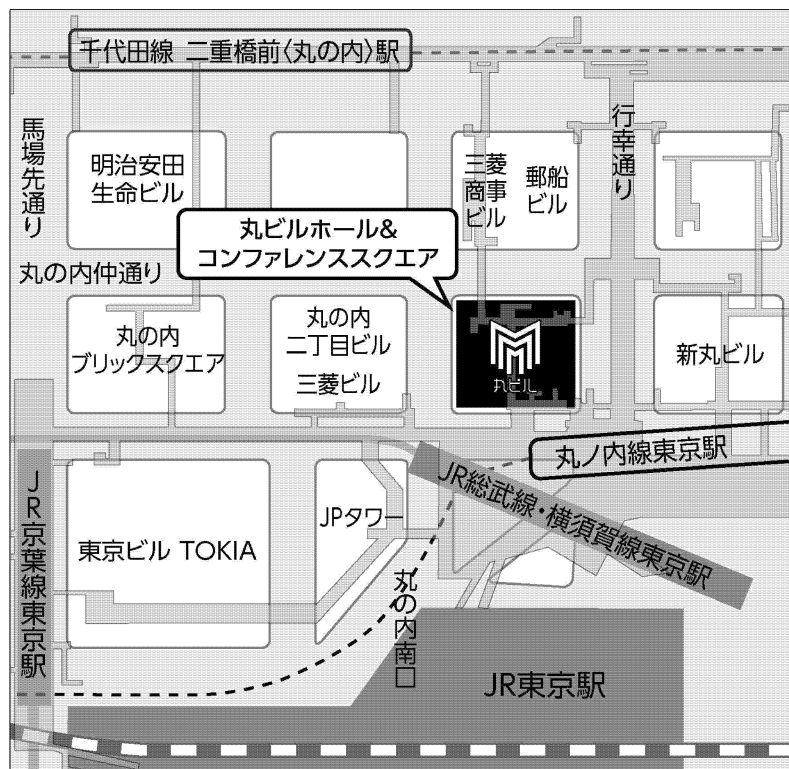 千代田線 二重橋前〈丸の内〉駅
馬場先通り
明治安田
生命ビル
三菱
商事
ビル
郵船
ビル
行幸通り
丸ビルホール&
コンファレンススクエア
丸の内仲通り
丸の内
ブリックスクエア
丸の内
二丁目ビル
三菱ビル
丸ビル
新丸ビル
丸ノ内線東京駅
JR総武線・横須賀線東京駅
JR京葉線東京駅
東京ビル TOKIA
JPタワー
丸の内南口
JR東京駅